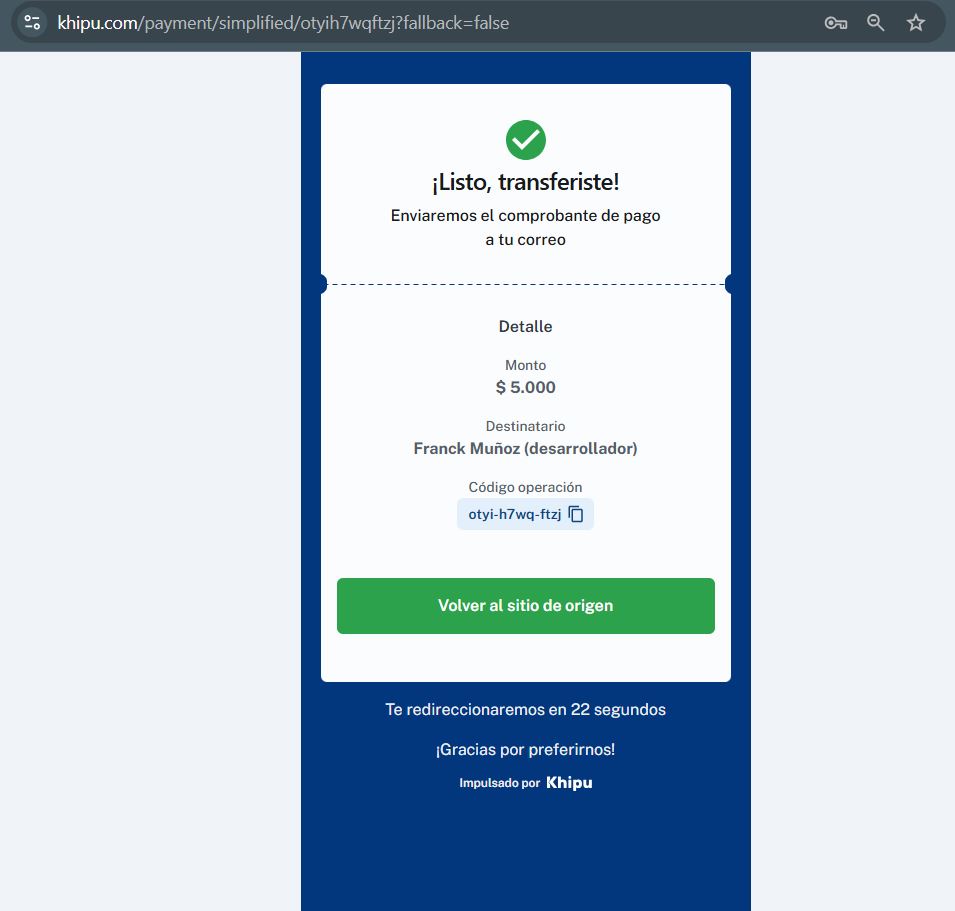 khipu.com/payment/simplified/otyih7wqftzj?fallback=false
¡Listo, transferiste!
Enviaremos el comprobante de pago
a tu correo
Detalle
Monto
$ 5.000
Destinatario
Franck Muñoz (desarrollador)
Código operación
otyi-h7wq-ftzj
Volver al sitio de origen
Te redireccionaremos en 22 segundos
¡Gracias por preferirnos!
Impulsado por Khipu